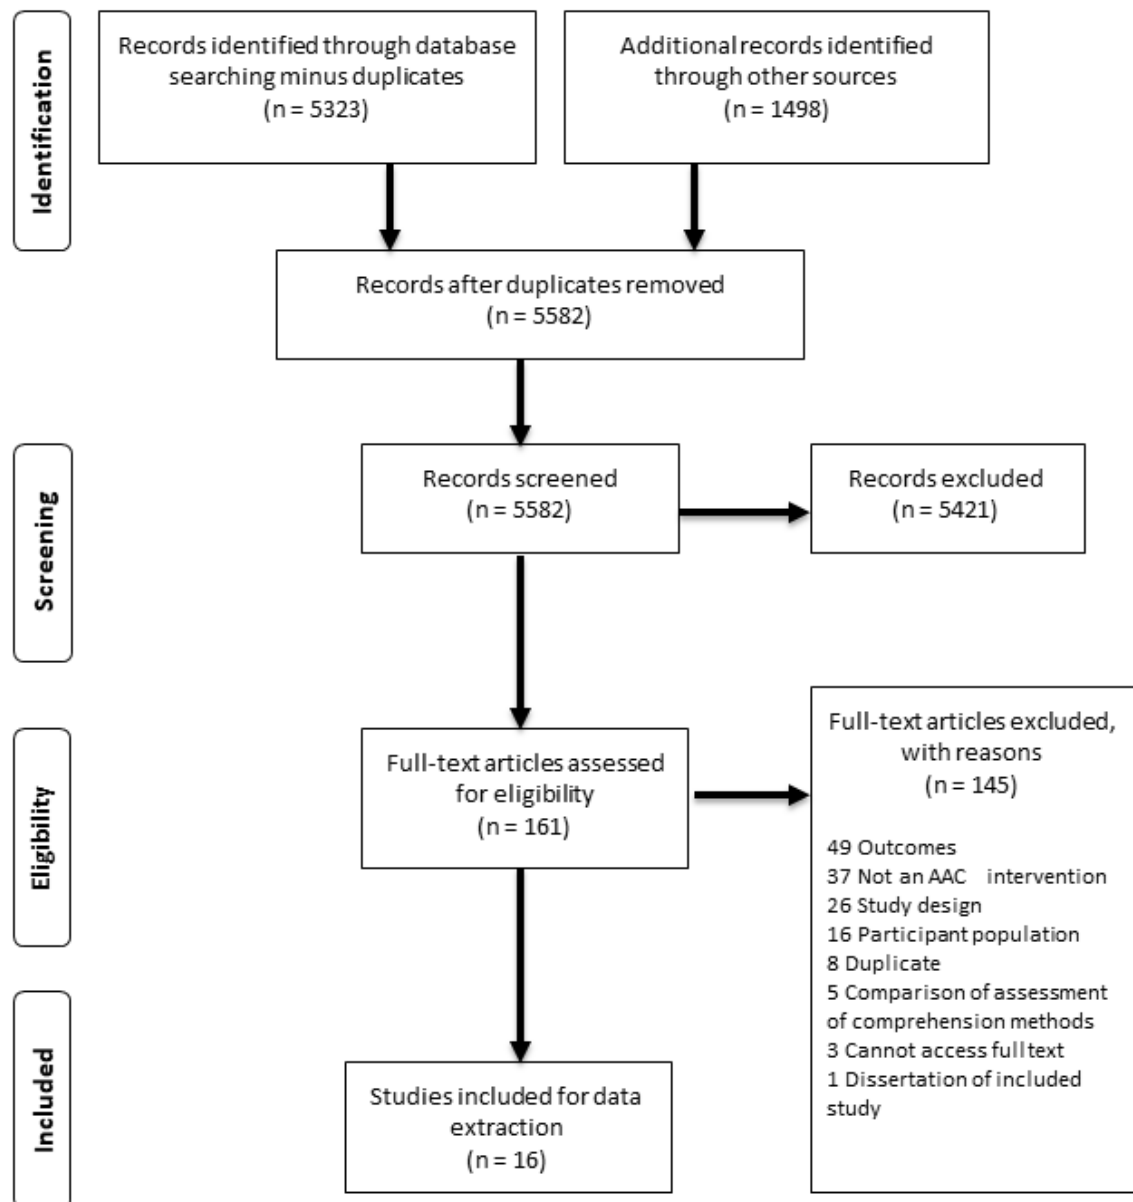 Identification
Records identified through database
searching minus duplicates
(n = 5323)
Additional records identified
through other sources
(n = 1498)
Records after duplicates removed
(n = 5582)
Screening
Records screened
(n = 5582)
Records excluded
(n = 5421)
Eligibility
Full-text articles assessed
for eligibility
(n = 161)
Full-text articles excluded,
with reasons
(n = 145)
49 Outcomes
37 Not an AAC intervention
26 Study design
16 Participant population
8 Duplicate
5 Comparison of assessment
of comprehension methods
3 Cannot access full text
1 Dissertation of included
study
Included
Studies included for data
extraction
(n = 16)